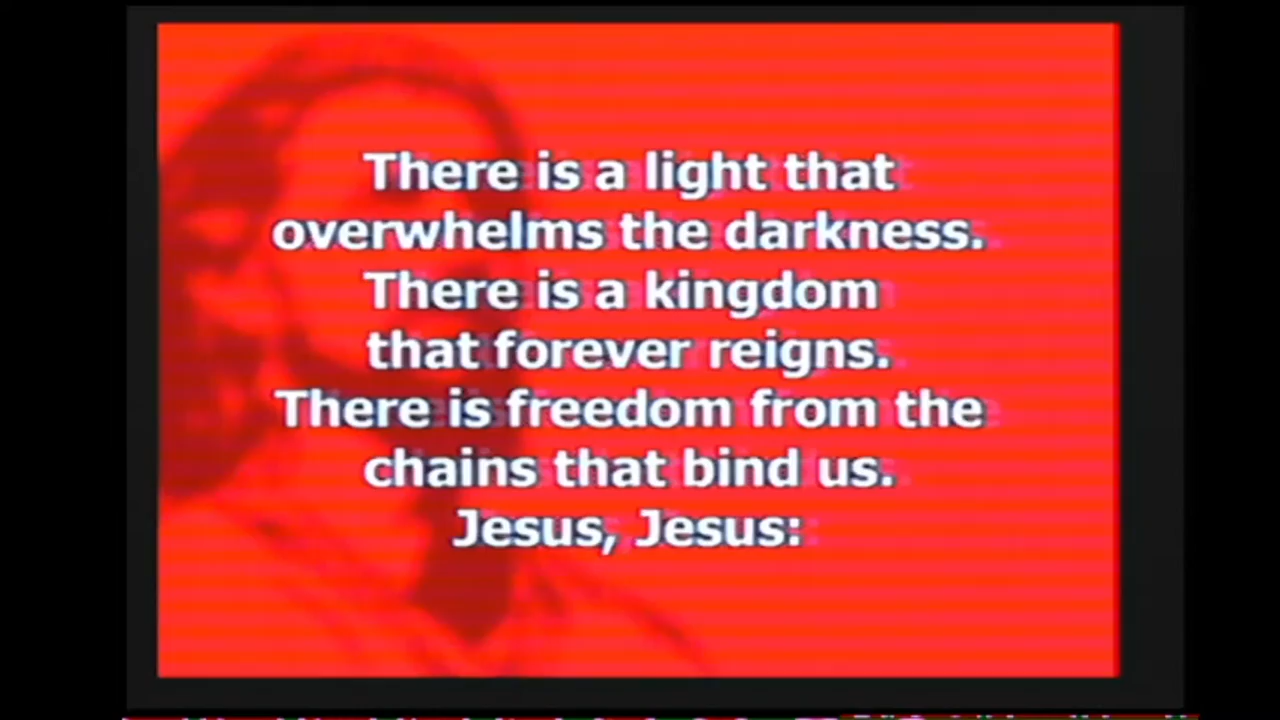 There is a light that
overwhelms the darkness.
There is a kingdom
that forever reigns.
There is freedom from the
chains that bind us.
Jesus, Jesus: